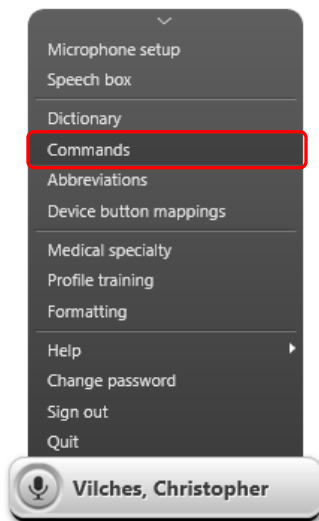 Microphone setup
Speech box
Dictionary
Commands
Abbreviations
Device button mappings
Medical specialty
Profile training
Formatting
Help
Change password
Sign out
Quit
Vilches, Christopher